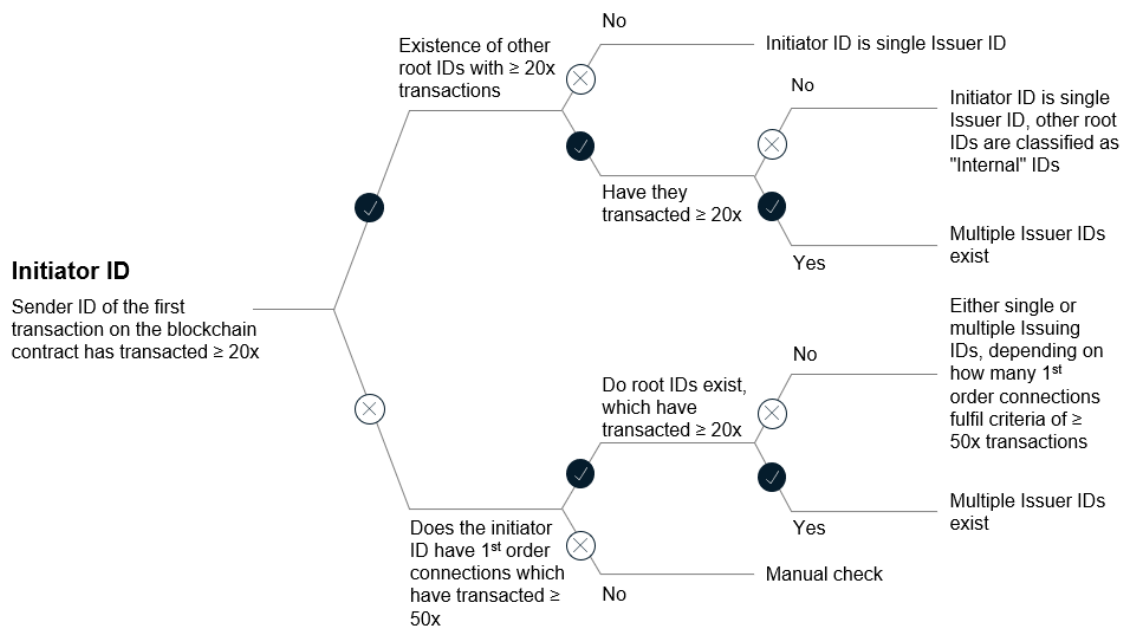 No
Existence of other
root IDs with ≥ 20x
transactions
Initiator ID is single Issuer ID
No
Initiator ID is single
Issuer ID, other root
IDs are classified as
"Internal" IDs
Have they
transacted ≥ 20x
Multiple Issuer IDs
exist
Yes
Initiator ID
Sender ID of the first
transaction on the blockchain
contract has transacted ≥ 20x
Either single or
multiple Issuing
IDs, depending on
how many 1st
order connections
fulfil criteria of ≥
50x transactions
No
Do root IDs exist,
which have
transacted ≥ 20x
Multiple Issuer IDs
exist
Yes
Does the initiator
ID have 1st order
connections which
have transacted ≥
50x
Manual check
No